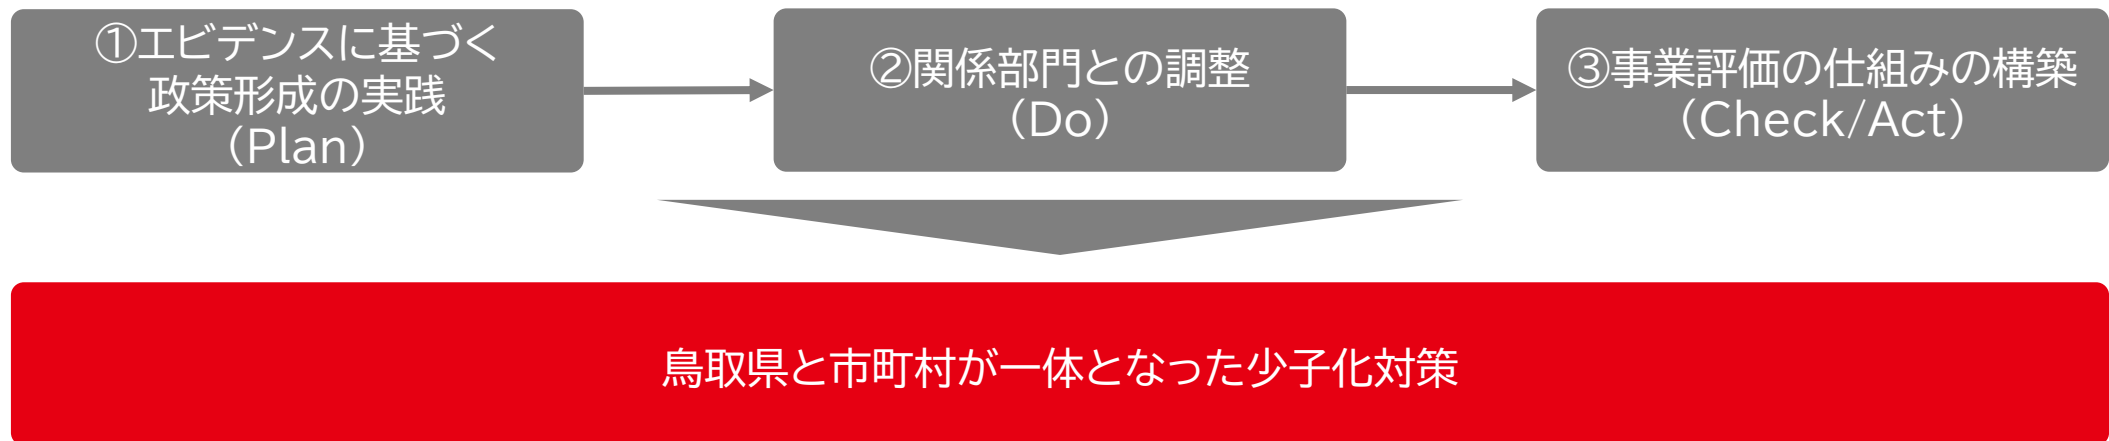 ①エビデンスに基づく
政策形成の実践
（Plan）
②関係部門との調整
（Do）
③事業評価の仕組みの構築
（Check/Act）
鳥取県と市町村が一体となった少子化対策